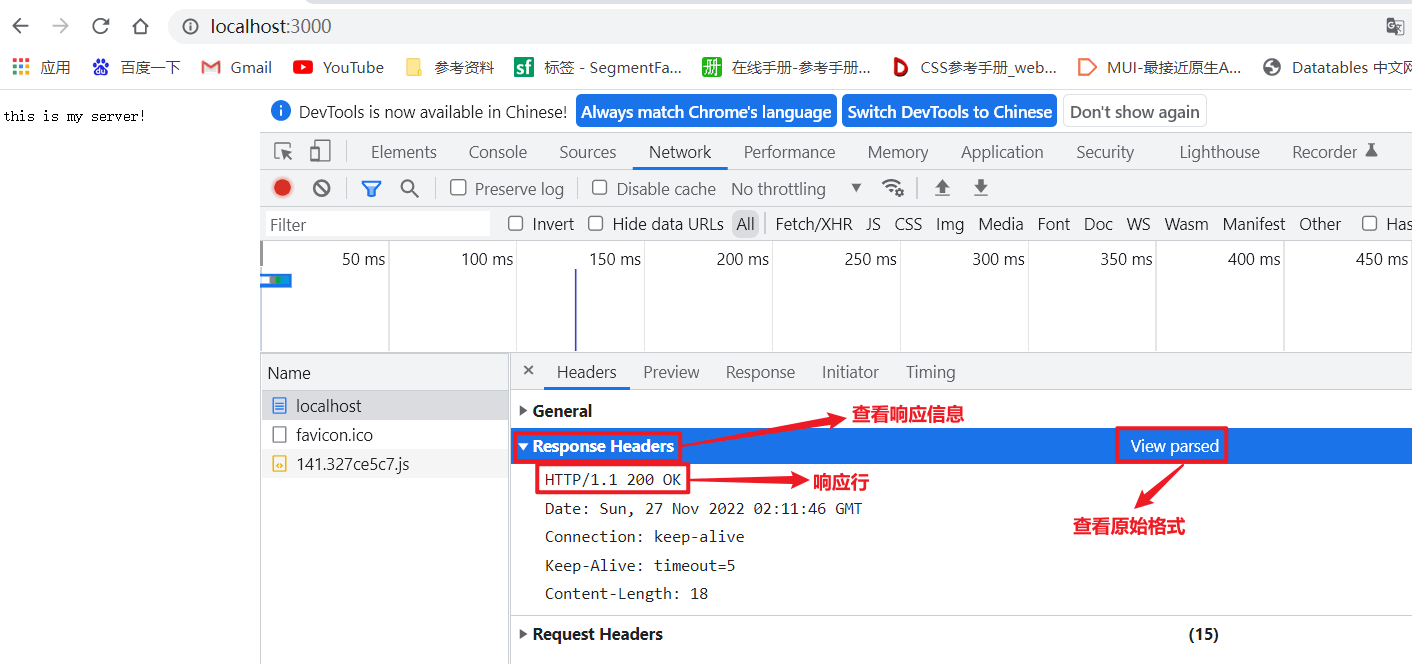 localhost:3000
应用 百度一下 Gmail YouTube 参考资料 sf 标签 - SegmentFa... 册 在线手册-参考手册... CSS参考手册_web... MUI-最接近原生A... Datatables 中文网
this is my server!
DevTools is now available in Chinese! Always match Chrome's language Switch DevTools to Chinese Don't show again
Elements Console Sources Network Performance Memory Application Security Lighthouse Recorder
Preserve log Disable cache No throttling
Filter Invert Hide data URLs All Fetch/XHR JS CSS Img Media Font Doc WS Wasm Manifest Other Has
50 ms 100 ms 150 ms 200 ms 250 ms 300 ms 350 ms 400 ms 450 ms
Name
localhost
favicon.ico
141.327ce5c7.js
× Headers Preview Response Initiator Timing
General
查看响应信息
Response Headers View parsed
HTTP/1.1 200 OK
响应行
Date: Sun, 27 Nov 2022 02:11:46 GMT
查看原始格式
Connection: keep-alive
Keep-Alive: timeout=5
Content-Length: 18
Request Headers (15)